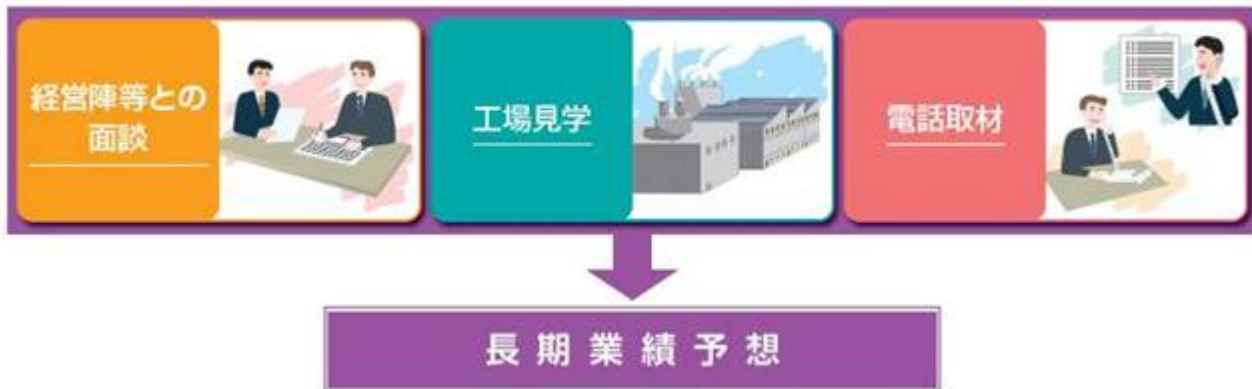 経営陣等との
面談
工場見学
電話取材
長期業績予想